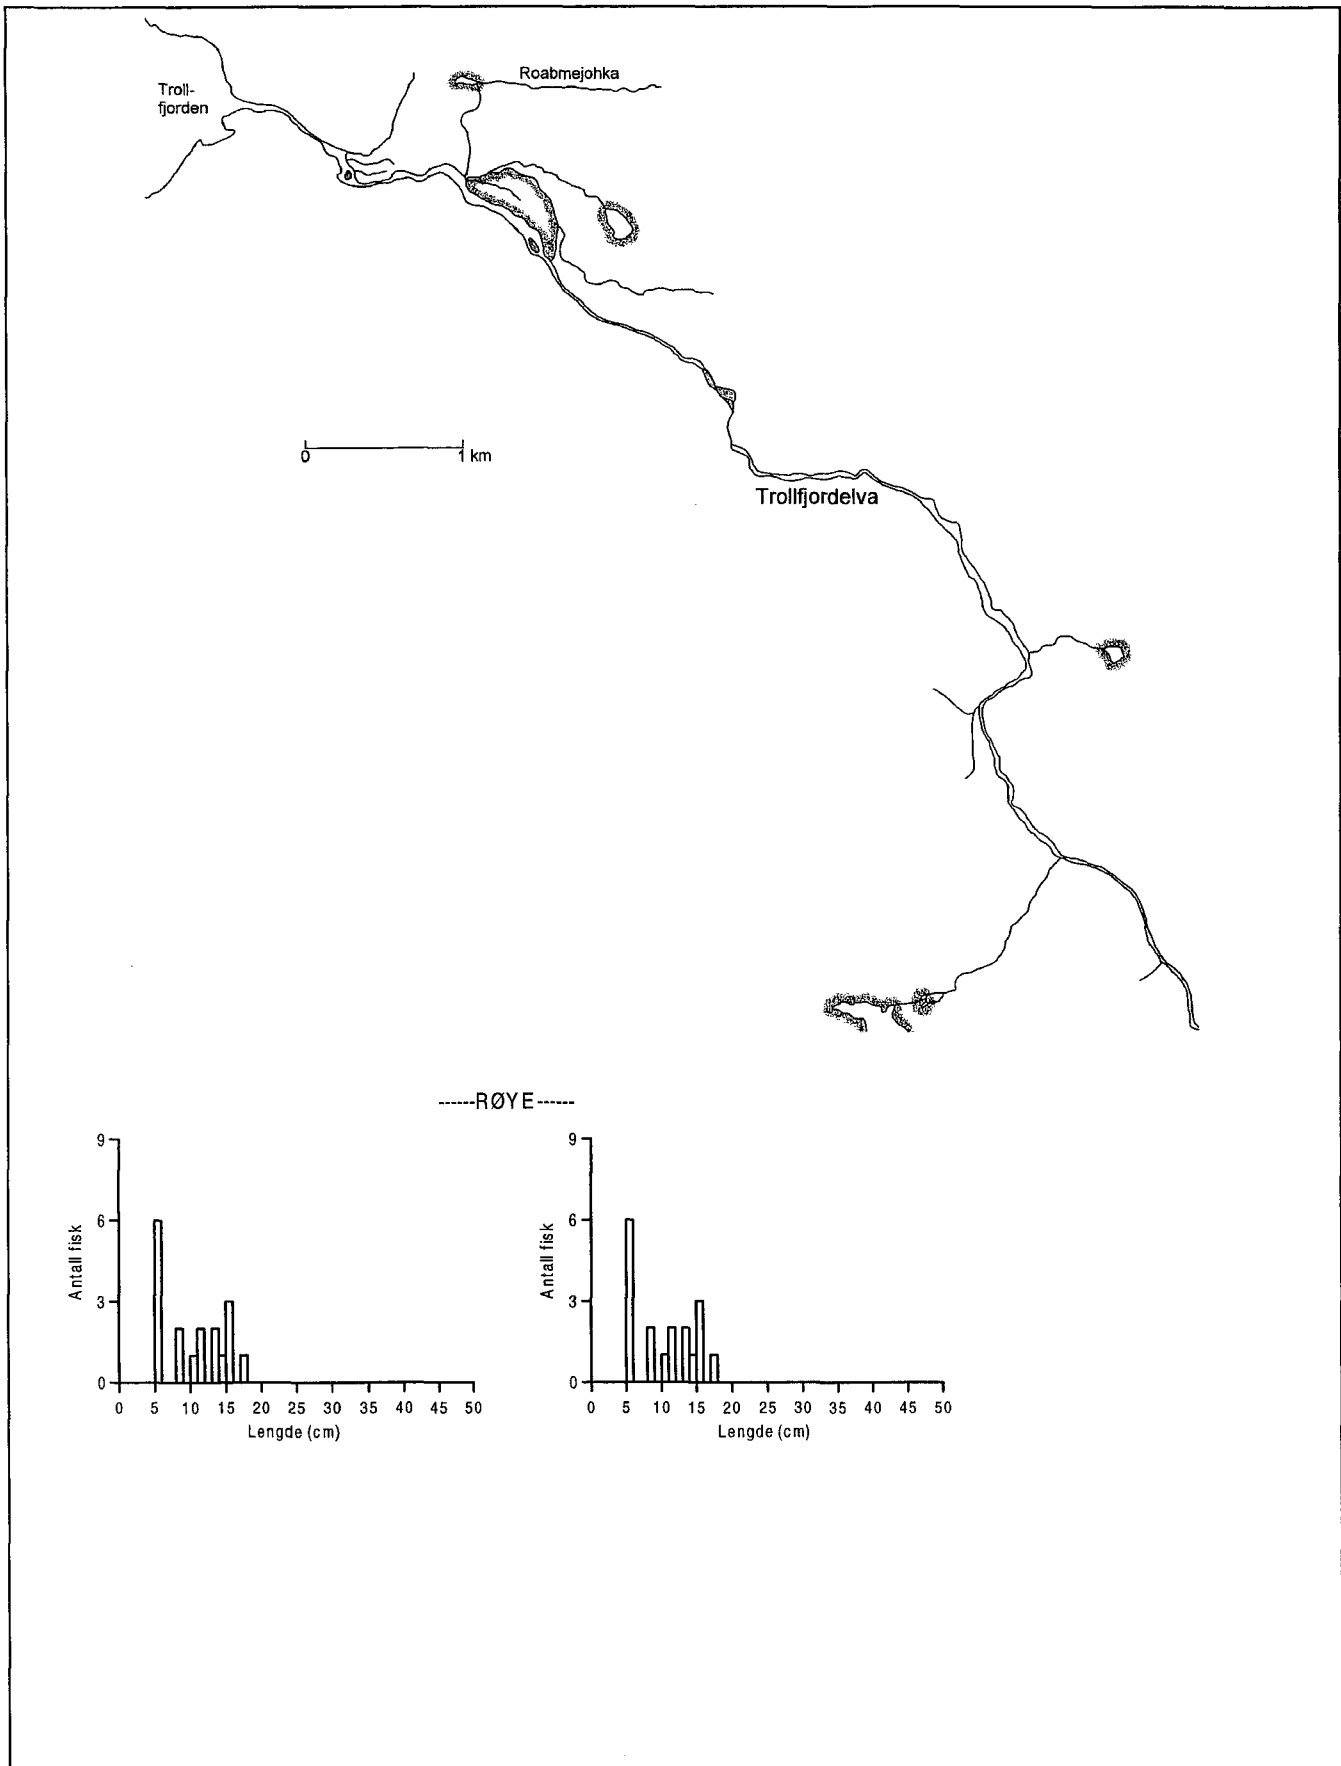 Roabmejohka
Troll-
fjorden
0 1 km
Trollfjordelva
------RØYE------
9
6
3
0
Antall fisk
0 5 10 15 20 25 30 35 40 45 50
Lengde (cm)
9
6
3
0
Antall fisk
0 5 10 15 20 25 30 35 40 45 50
Lengde (cm)